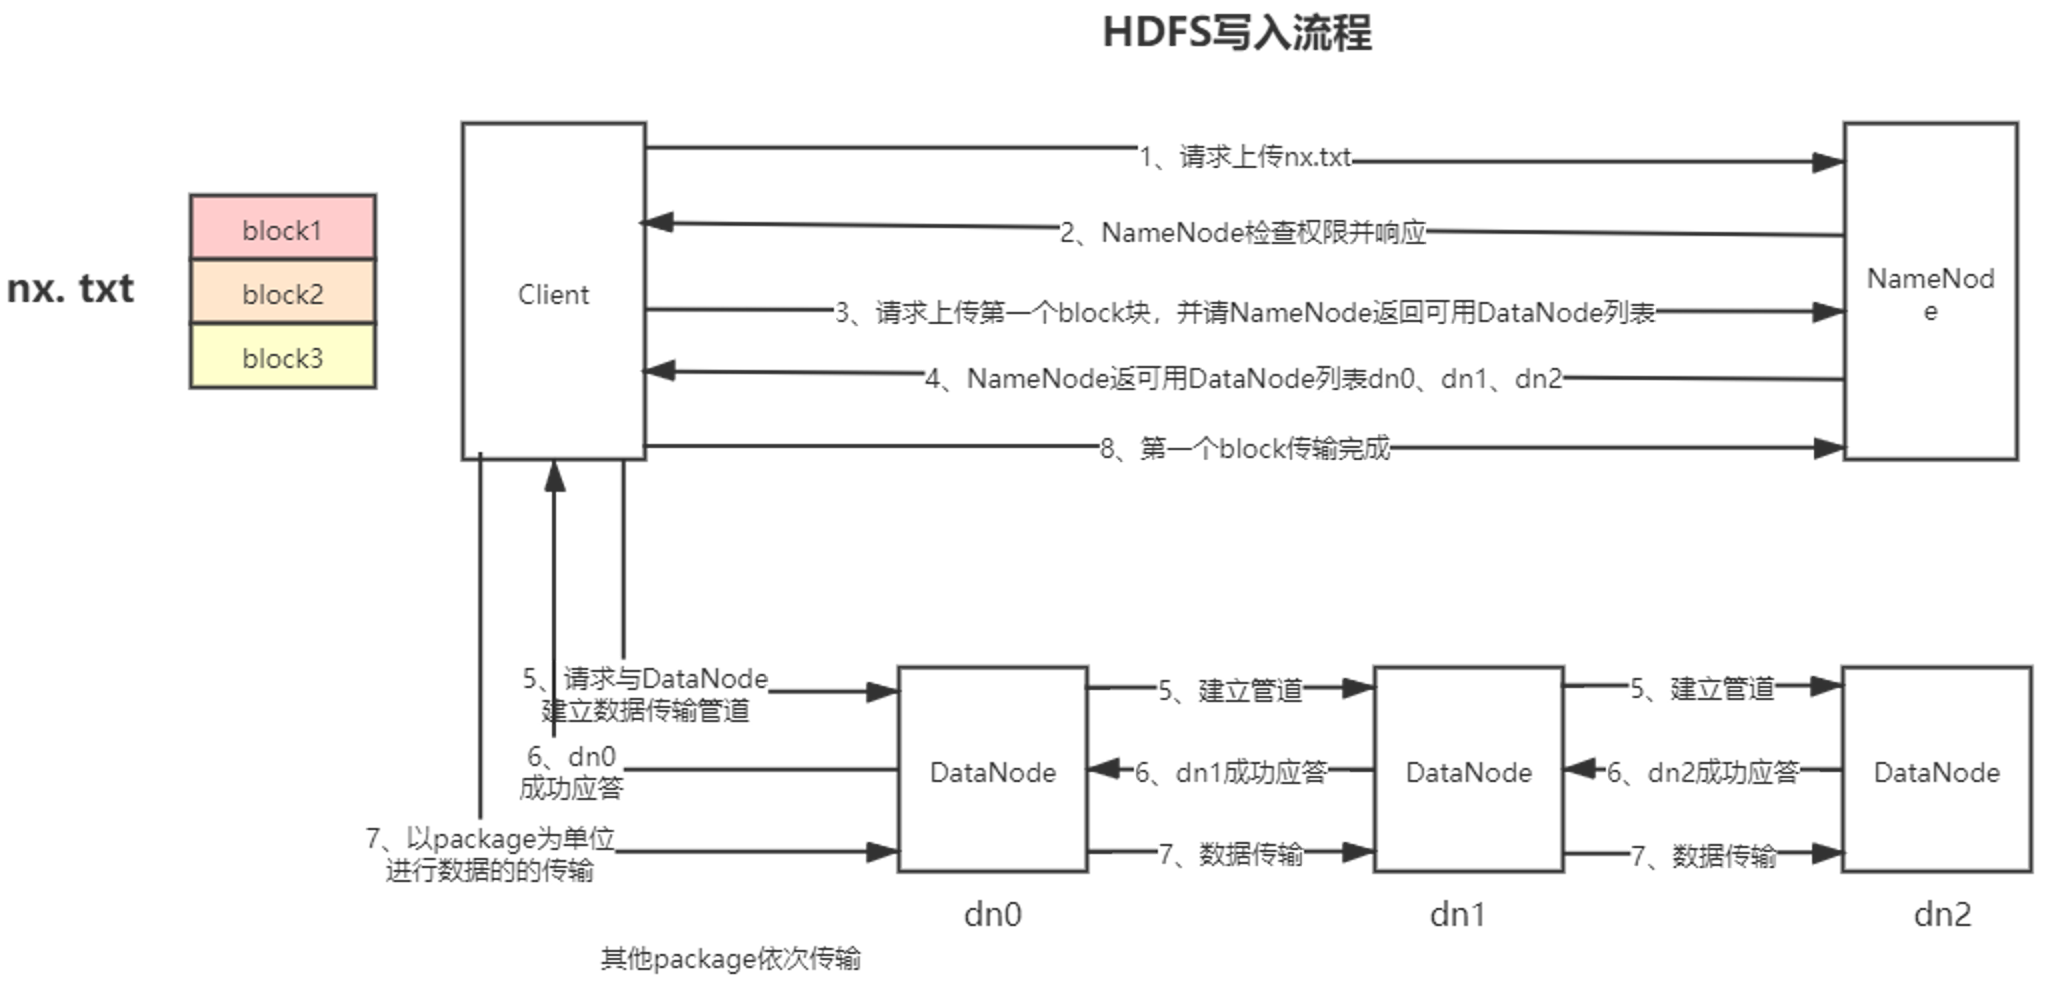 HDFS写入流程
nx. txt
block1
block2
block3
Client
NameNod
e
1、请求上传nx.txt
2、NameNode检查权限并响应
3、请求上传第一个block块，并请NameNode返回可用DataNode列表
4、NameNode返可用DataNode列表dn0、dn1、dn2
8、第一个block传输完成
5、请求与DataNode
建立数据传输管道
5、建立管道
5、建立管道
6、dn0
成功应答
DataNode
6、dn1成功应答
DataNode
6、dn2成功应答
DataNode
7、以package为单位
进行数据的的传输
7、数据传输
7、数据传输
dn0
dn1
dn2
其他package依次传输